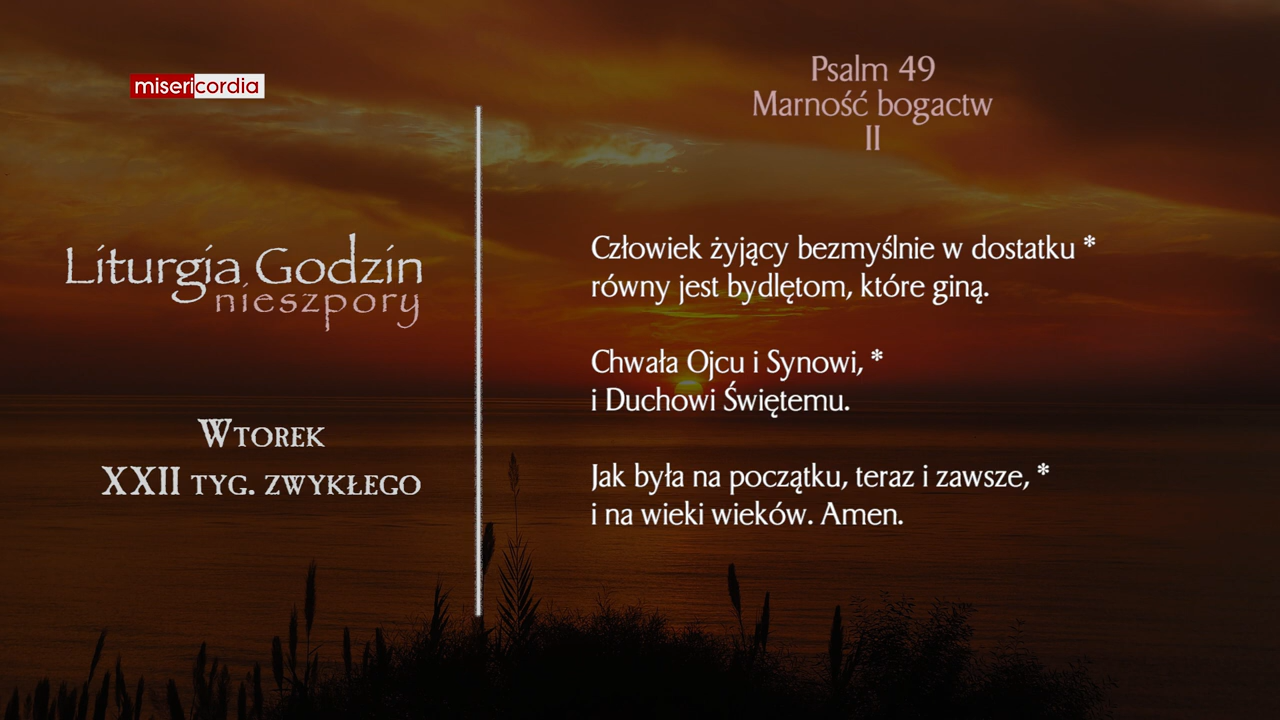 misericordia
Liturgia Godzin
nieszpory
Wtorek
XXII tyg. zwykłego
Psalm 49
Marność bogactw
II
Człowiek żyjący bezmyślnie w dostatku *
równy jest bydlętom, które giną.
Chwała Ojcu i Synowi, *
i Duchowi Świętemu.
Jak była na początku, teraz i zawsze, *
i na wieki wieków. Amen.